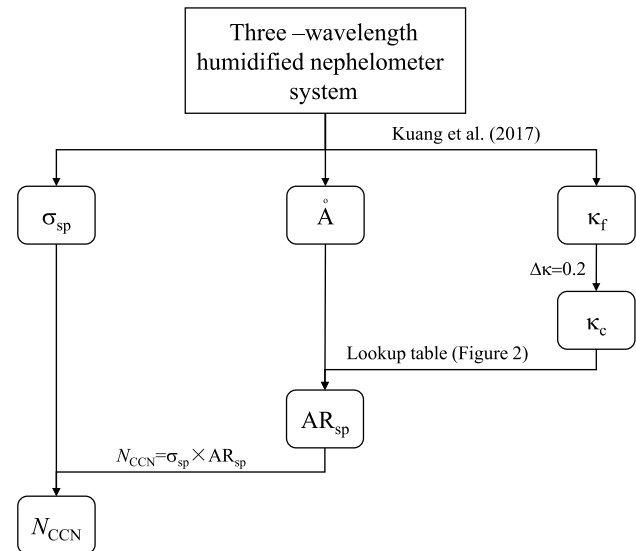 Three –wavelength
humidified nephelometer
system
Kuang et al. (2017)
σsp
Å
κf
Δκ=0.2
κc
Lookup table (Figure 2)
ARsp
NCCN=σsp×ARsp
NCCN